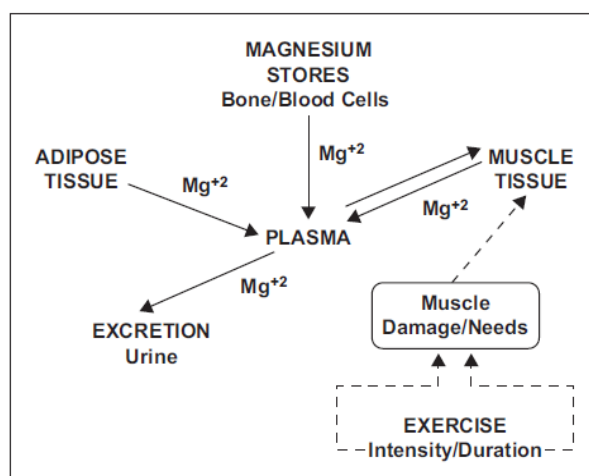 MAGNESIUM
STORES
Bone/Blood Cells
Mg+2
ADIPOSE
TISSUE
Mg+2
MUSCLE
TISSUE
Mg+2
PLASMA
Mg+2
EXCRETION
Urine
Muscle
Damage/Needs
EXERCISE
Intensity/Duration